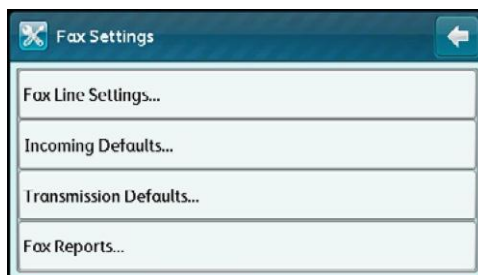 Fax Settings
Fax Line Settings...
Incoming Defaults...
Transmission Defaults...
Fax Reports...